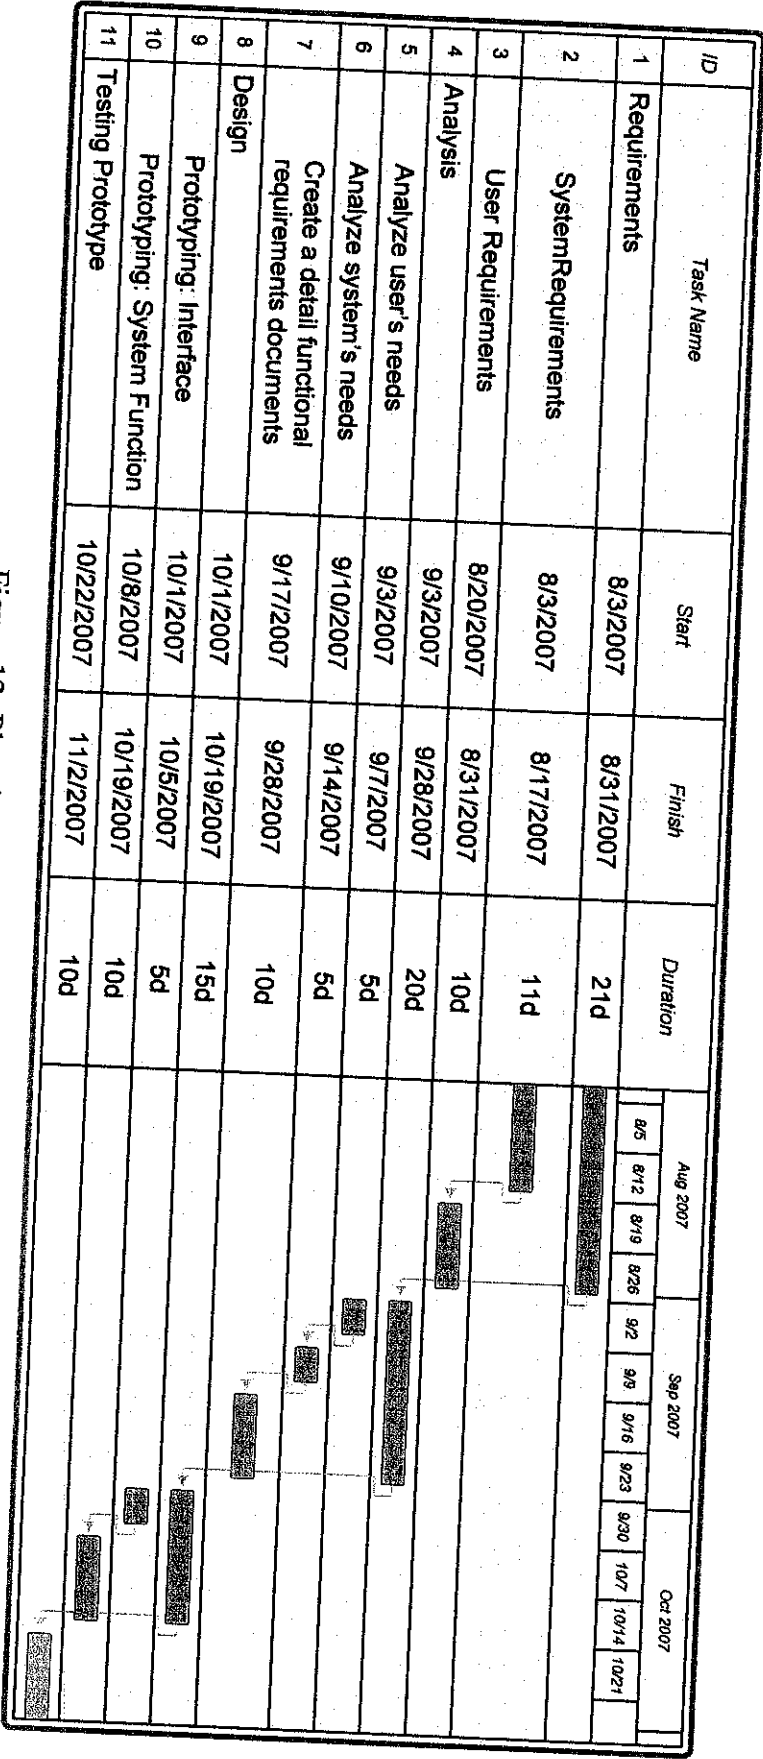 ID Task Name Start Finish Duration Aug 2007 Sep 2007 Oct 2007
8/5 8/12 8/19 8/26 9/2 9/9 9/16 9/23 9/30 10/7 10/14 10/21
1 Requirements 8/3/2007 8/31/2007 21d
2 SystemRequirements 8/3/2007 8/17/2007 11d
3 User Requirements 8/20/2007 8/31/2007 10d
4 Analysis 9/3/2007 9/28/2007 20d
5 Analyze user's needs 9/3/2007 9/7/2007 5d
6 Analyze system's needs 9/10/2007 9/14/2007 5d
7 Create a detail functional
requirements documents 9/17/2007 9/28/2007 10d
8 Design 10/1/2007 10/19/2007 15d
9 Prototyping: Interface 10/1/2007 10/5/2007 5d
10 Prototyping: System Function 10/8/2007 10/19/2007 10d
11 Testing Prototype 10/22/2007 11/2/2007 10d